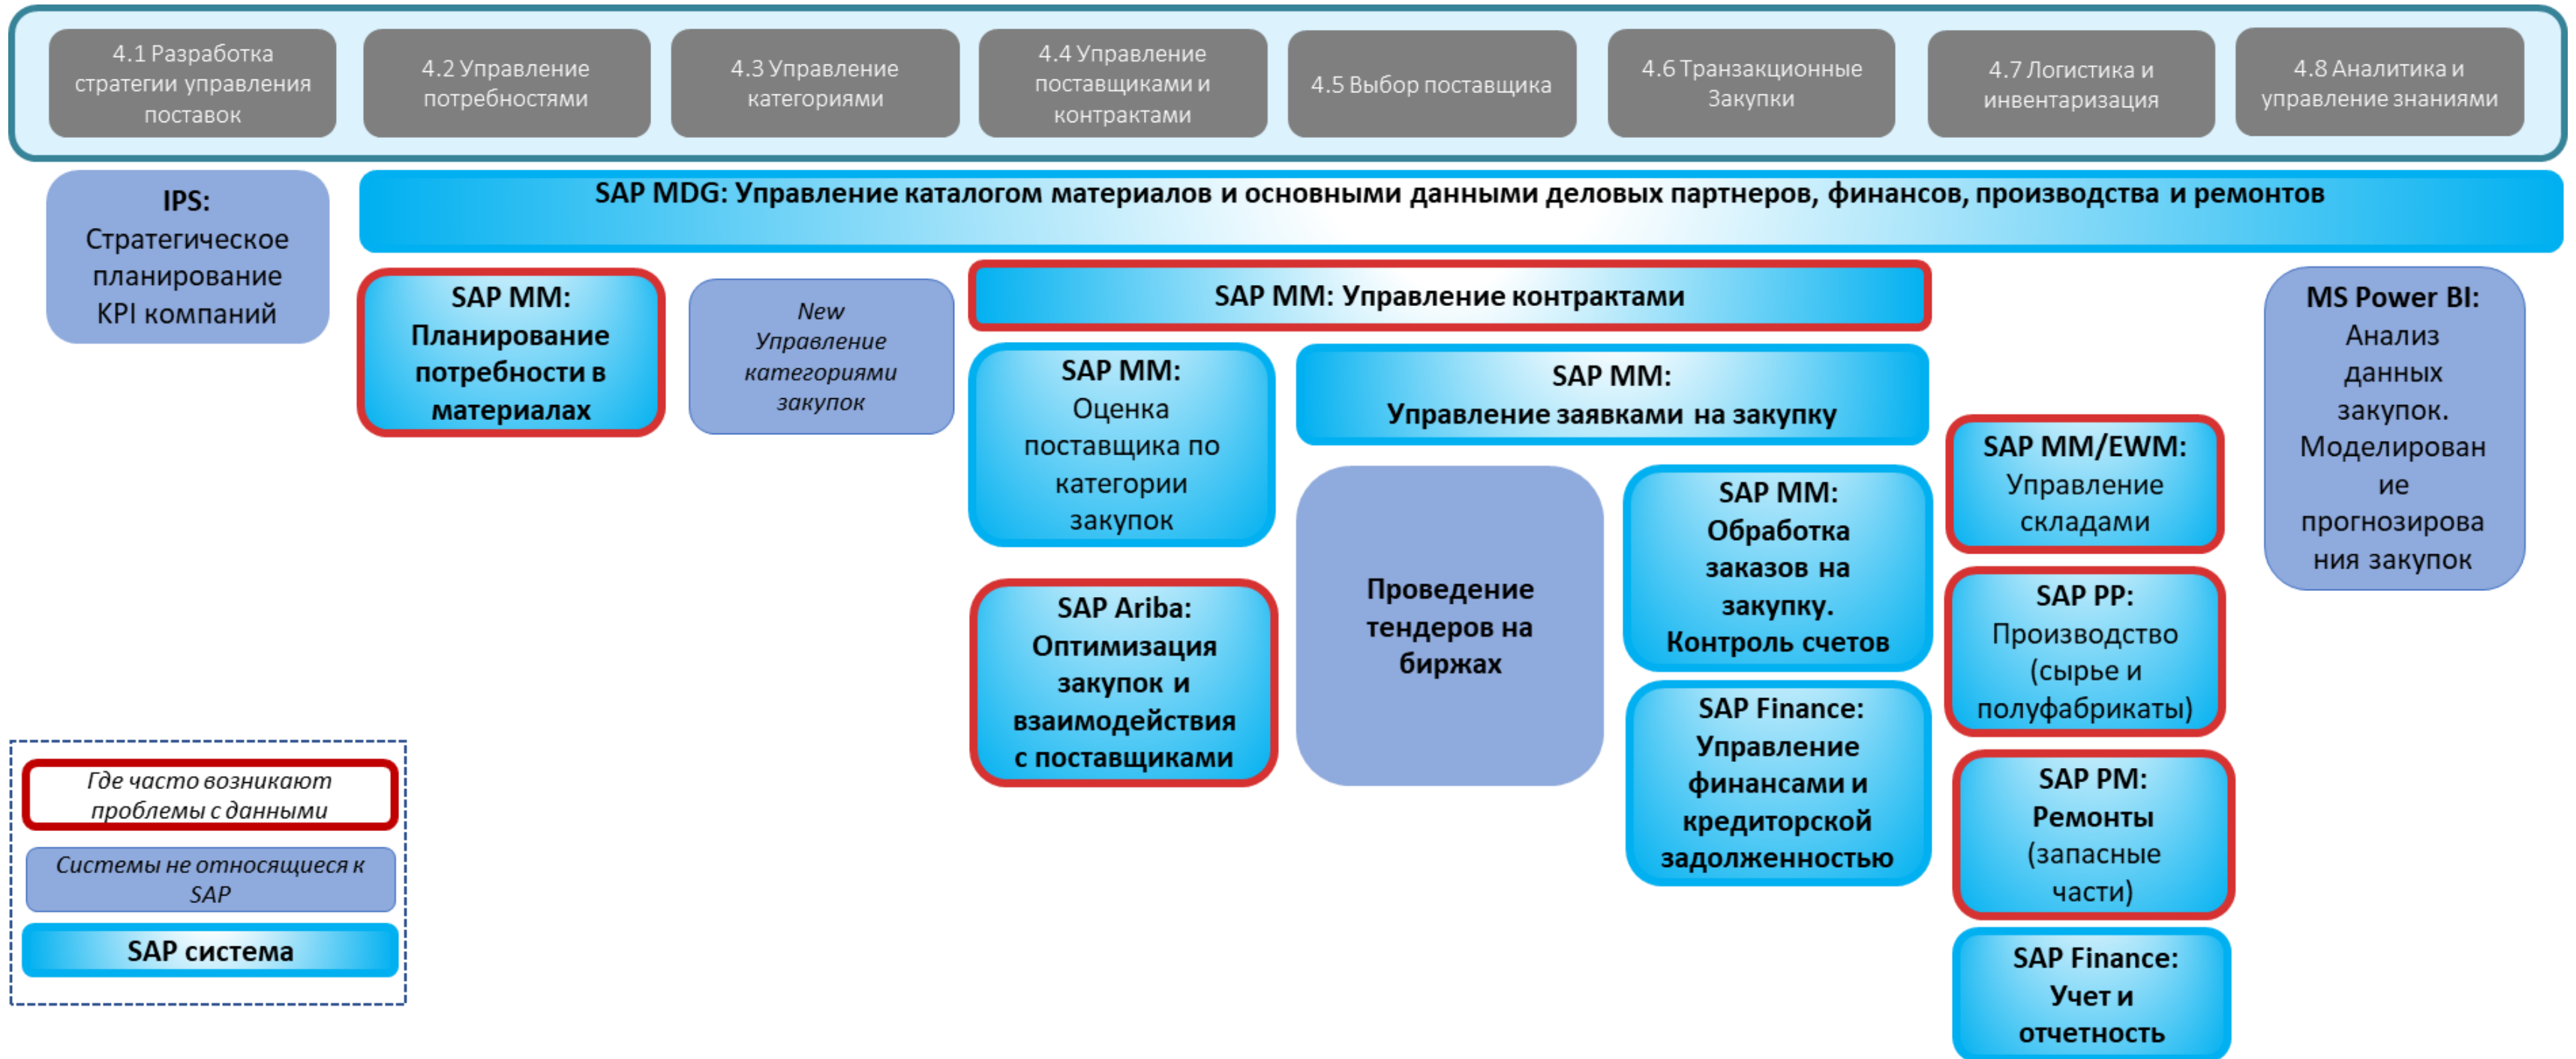 4.1 Разработка
стратегии управления
поставок
4.2 Управление
потребностями
4.3 Управление
категориями
4.4 Управление
поставщиками и
контрактами
4.5 Выбор поставщика
4.6 Транзакционные
Закупки
4.7 Логистика и
инвентаризация
4.8 Аналитика и
управление знаниями
IPS:
Стратегическое
планирование
KPI компаний
SAP MDG: Управление каталогом материалов и основными данными деловых партнеров, финансов, производства и ремонтов
SAP MM:
Планирование
потребности в
материалах
New
Управление
категориями
закупок
SAP MM: Управление контрактами
SAP MM:
Оценка
поставщика по
категории
закупок
SAP MM:
Управление заявками на закупку
SAP Ariba:
Оптимизация
закупок и
взаимодействия
с поставщиками
Проведение
тендеров на
биржах
SAP MM:
Обработка
заказов на
закупку.
Контроль счетов
SAP Finance:
Управление
финансами и
кредиторской
задолженностью
SAP MM/EWM:
Управление
складами
SAP PP:
Производство
(сырье и
полуфабрикаты)
SAP PM:
Ремонты
(запасные
части)
SAP Finance:
Учет и
отчетность
MS Power BI:
Анализ
данных
закупок.
Моделирован
ие
прогнозирова
ния закупок
Где часто возникают
проблемы с данными
Системы не относящиеся к
SAP
SAP система